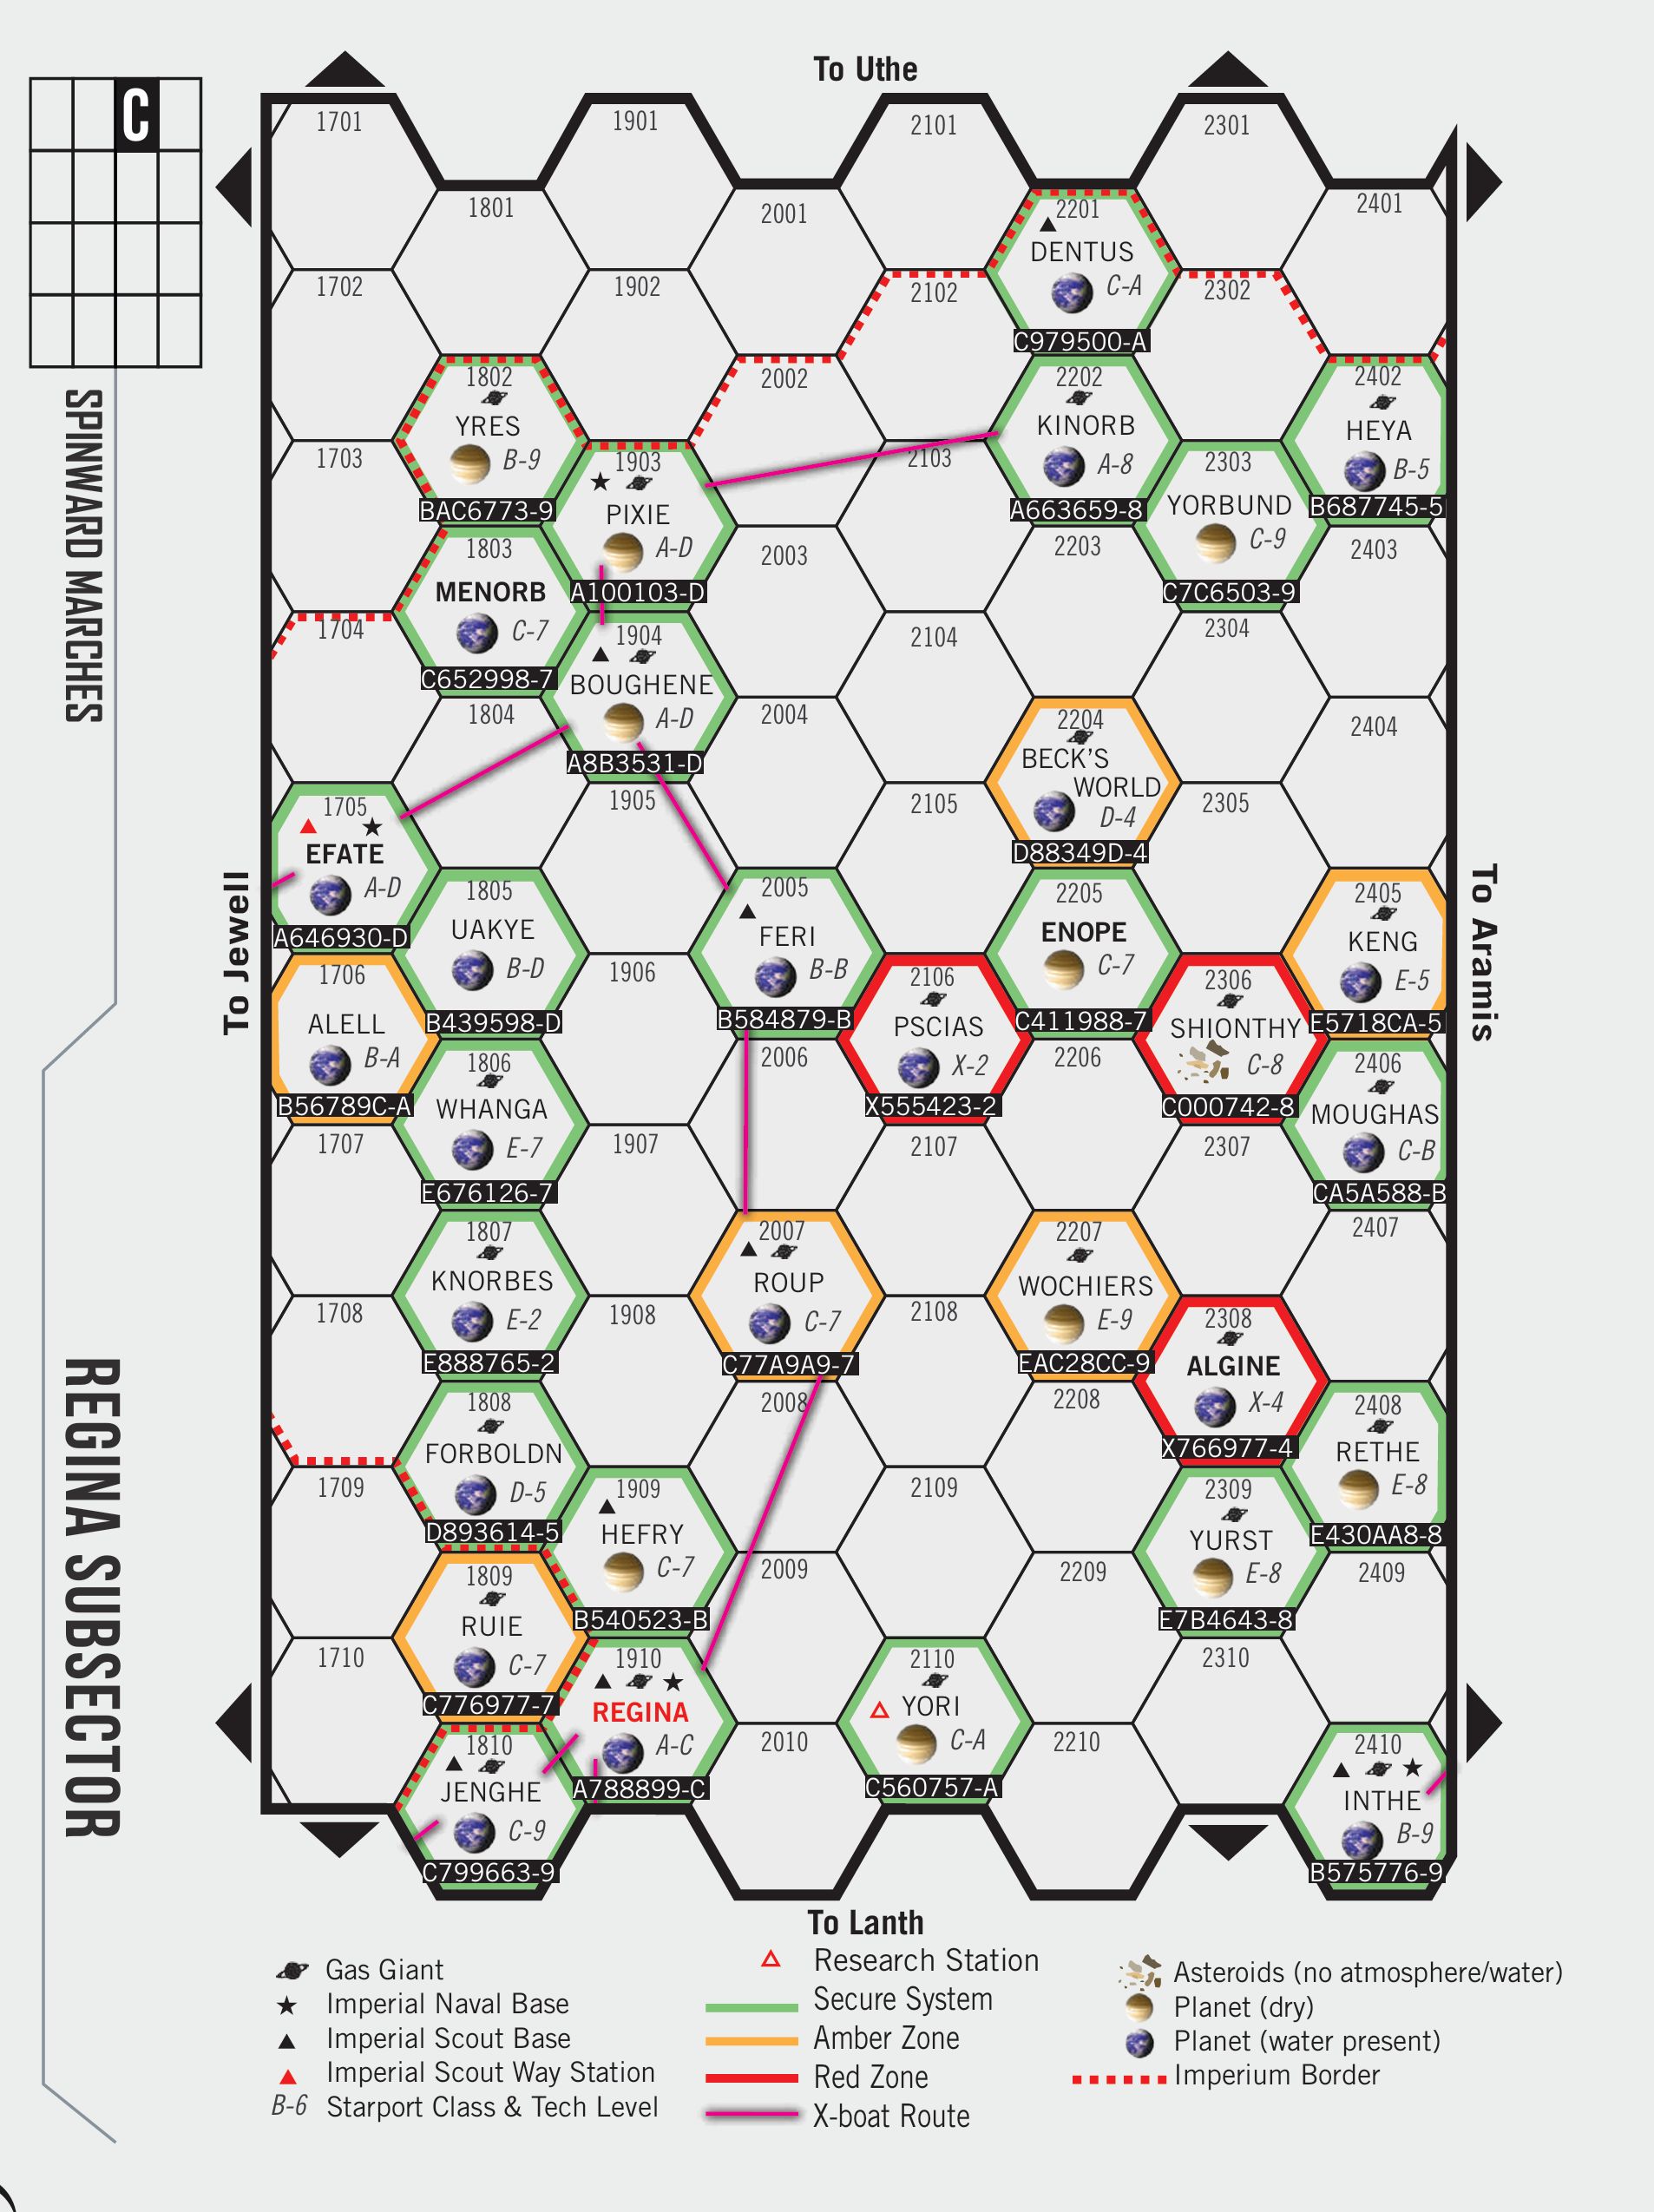 To Uthe
C
SPINWARD MARCHES
REGINA SUBSECTOR
To Jewell
To Aramis
1701
1901
2101
2301
1801
2001
2201
DENTUS
C-A
C979500-A
2401
1702
1902
2102
2302
1802
YRES
B-9
BAC6773-9
2002
2202
KINORB
A-8
A663659-8
2402
HEYA
B-5
B687745-5
1703
1903
PIXIE
A-D
A100103-D
2103
2303
YORBUND
C-9
C7C6503-9
1803
MENORB
C-7
C652998-7
2003
2203
2403
1704
1904
BOUGHENE
A-D
A8B3531-D
2104
2304
1804
2004
2204
BECK'S
WORLD
D-4
D88349D-4
2404
1705
EFATE
A-D
A646930-D
1905
2105
2305
1805
UAKYE
B-D
B439598-D
2005
FERI
B-B
B584879-B
2205
ENOPE
C-7
C411988-7
2405
KENG
E-5
E5718CA-5
1706
ALELL
B-A
B56789C-A
1906
2106
PSCIAS
X-2
X555423-2
2306
SHIONTHY
C-8
C000742-8
1806
WHANGA
E-7
E676126-7
2006
2206
2406
MOUGHAS
C-B
CA5A588-B
1707
1907
2107
2307
1807
KNORBES
E-2
E888765-2
2007
ROUP
C-7
C77A9A9-7
2207
WOCHIERS
E-9
EAC28CC-9
2407
1708
1908
2108
2308
ALGINE
X-4
X766977-4
1808
FORBOLDN
D-5
D893614-5
2008
2208
2408
RETHE
E-8
E430AA8-8
1709
1909
HEFRY
C-7
B540523-B
2109
2309
YURST
E-8
E7B4643-8
1809
RUIE
C-7
C776977-7
2009
2209
2409
1710
1910
REGINA
A-C
A788899-C
2110
YORI
C-A
C560757-A
2310
1810
JENGHE
C-9
C799663-9
2010
2210
2410
INTHE
B-9
B575776-9
To Lanth
Gas Giant
Imperial Naval Base
Imperial Scout Base
Imperial Scout Way Station
B-6 Starport Class & Tech Level
Research Station
Secure System
Amber Zone
Red Zone
X-boat Route
Asteroids (no atmosphere/water)
Planet (dry)
Planet (water present)
Imperium Border